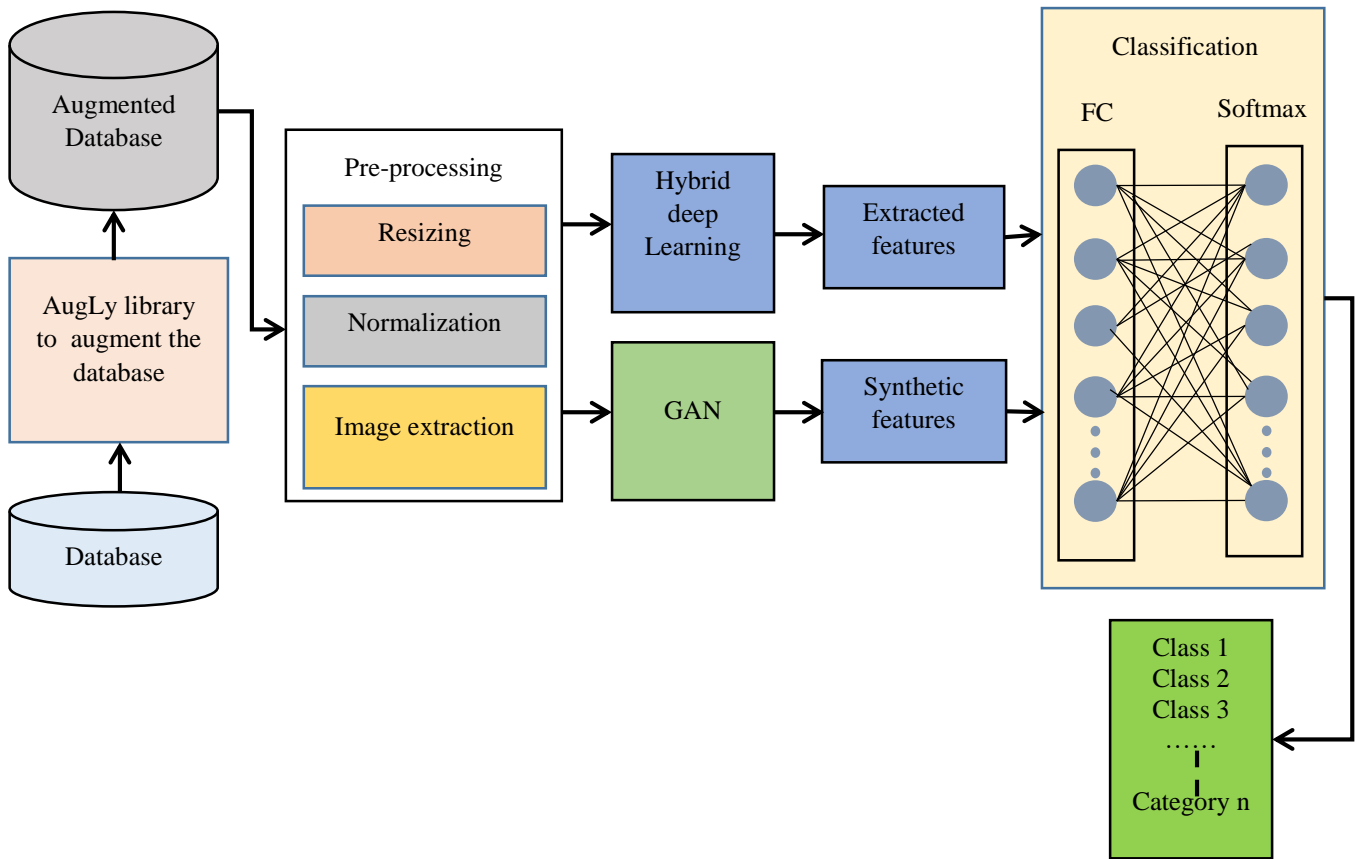 Augmented
Database
AugLy library
to augment the
database
Database
Pre-processing
Resizing
Normalization
Image extraction
Hybrid
deep
Learning
GAN
Extracted
features
Synthetic
features
Classification
FC
Softmax
Class 1
Class 2
Class 3
……
Category n